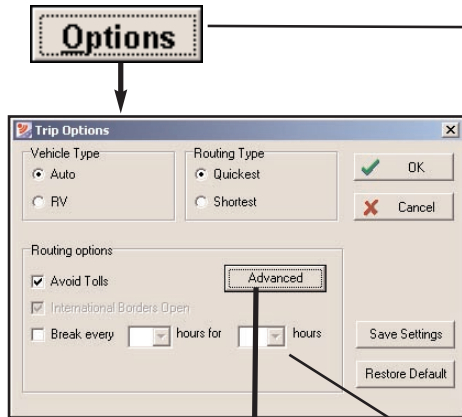 Options
Trip Options
Vehicle Type
Auto
RV
Routing Type
Quickest
Shortest
OK
Cancel
Routing options
Avoid Tolls
Advanced
International Borders Open
Break every hours for hours
Save Settings
Restore Default